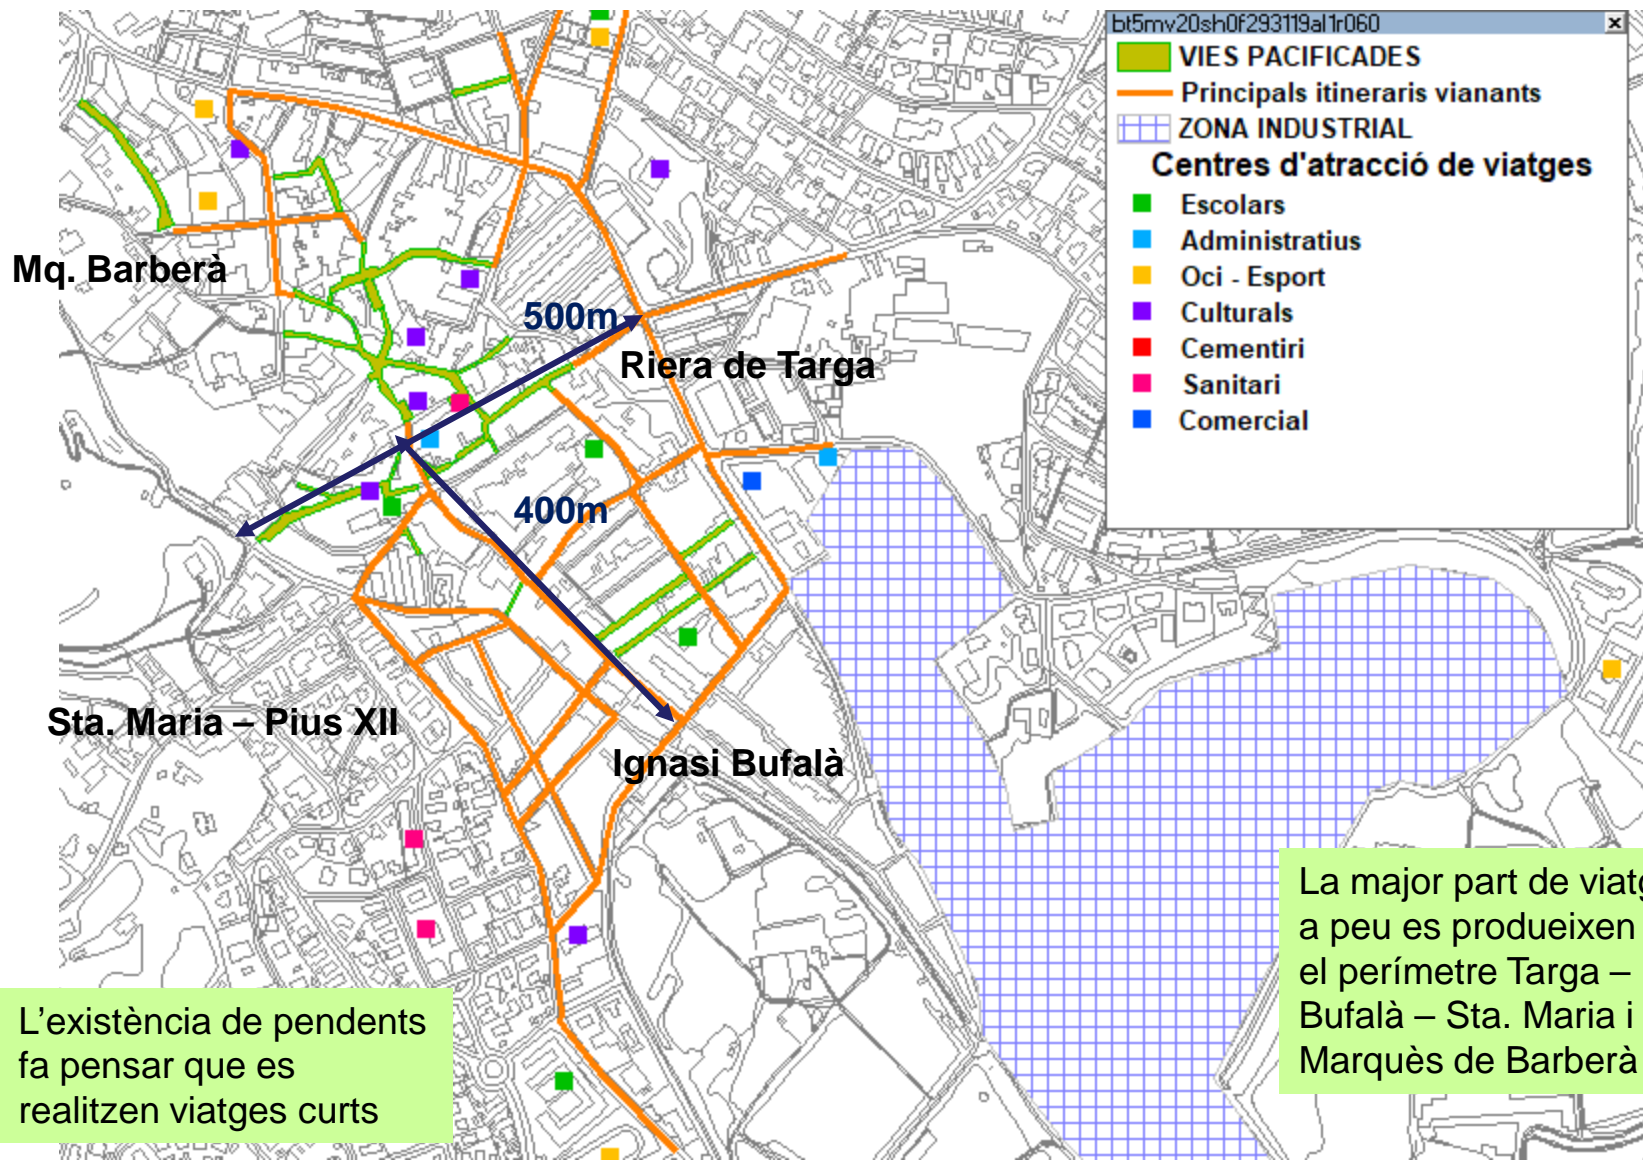 bt5mv20sh0f293119al1r060
VIES PACIFICADES
Principals itineraris vianants
ZONA INDUSTRIAL
Centres d'atracció de viatges
Escolars
Administratius
Oci - Esport
Culturals
Cementiri
Sanitari
Comercial
Mq. Barberà
500m
Riera de Targa
400m
Sta. Maria – Pius XII
Ignasi Bufalà
La major part de
a peu es produeixen
el perímetre Targa –
Bufalà – Sta. Maria i
Marquès de Barberà
L'existència de pendents
fa pensar que es
realitzen viatges curts